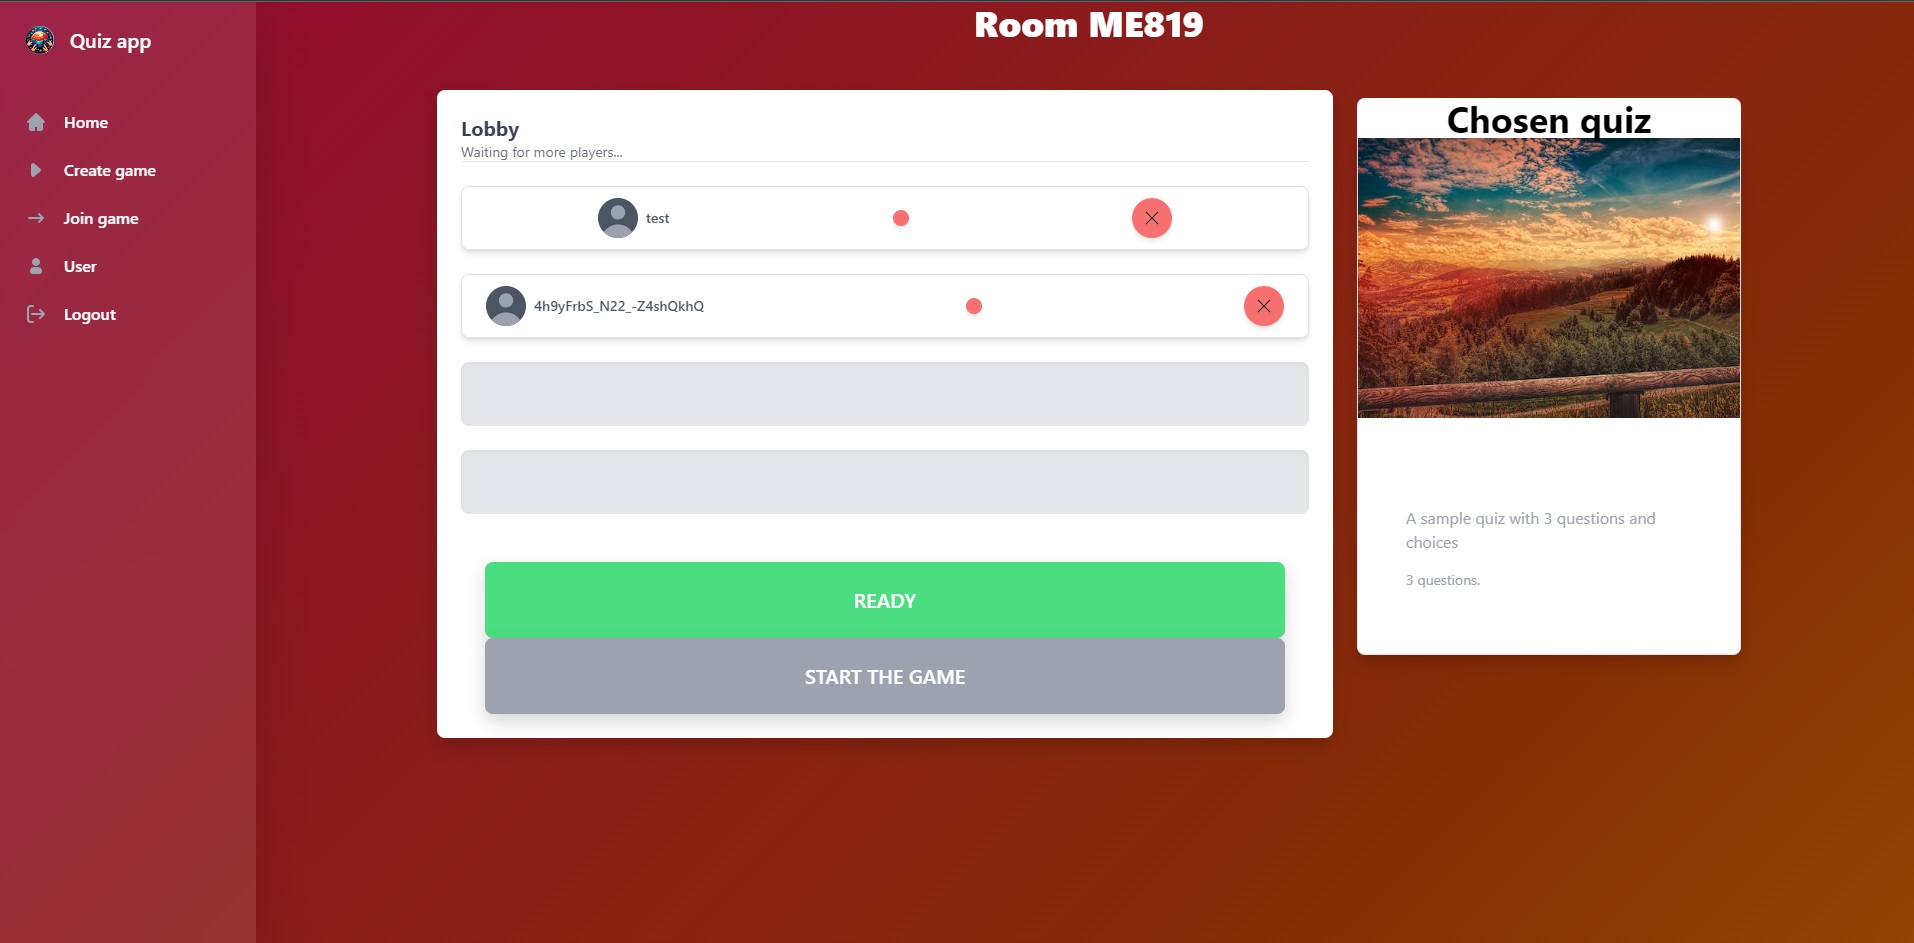 Quiz app
Home
Create game
Join game
User
Logout
Room ME819
Lobby
Waiting for more players...
test
4h9yFrbS_N22_-Z4shQkhQ
READY
START THE GAME
Chosen quiz
A sample quiz with 3 questions and
choices
3 questions.